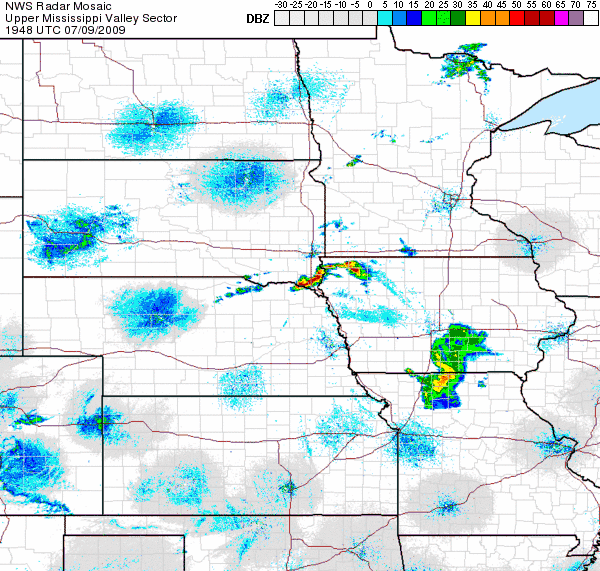 NWS Radar Mosaic
Upper Mississippi Valley Sector
1948 UTC 07/09/2009
DBZ -30 -25 -20 -15 -10 -5 0 5 10 15 20 25 30 35 40 45 50 55 60 65 70 75